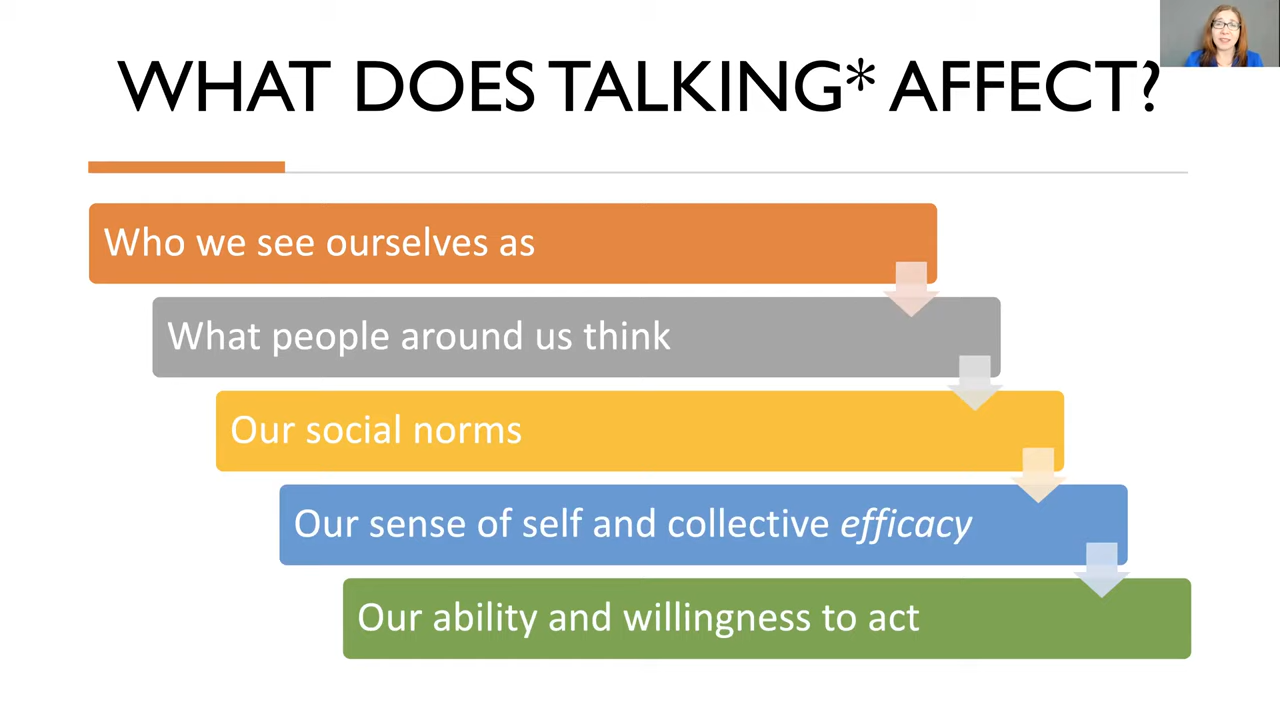 WHAT DOES TALKING* AFFECT?
Who we see ourselves as
What people around us think
Our social norms
Our sense of self and collective efficacy
Our ability and willingness to act